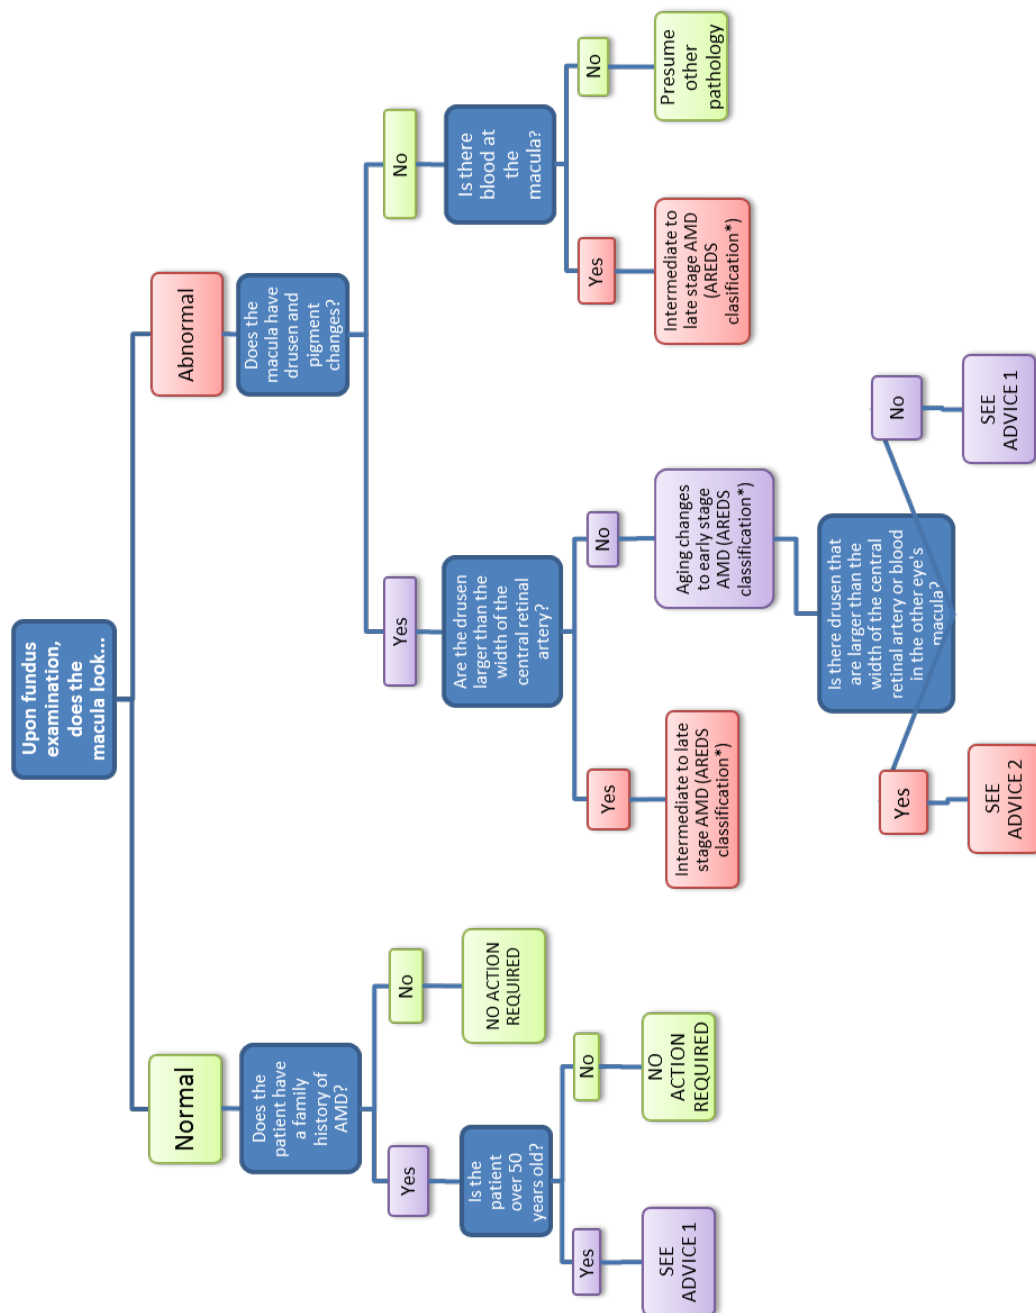 Upon fundus
examination,
does the
macula look...
Normal
Does the
patient have
a family
history of
AMD?
Yes
Is the
patient
over 50
years old?
Yes
SEE
ADVICE 1
No
NO
ACTION
REQUIRED
No
NO ACTION
REQUIRED
Abnormal
Does the
macula have
drusen and
pigment
changes?
Yes
Are the drusen
larger than the
width of the
central retinal
artery?
Yes
Intermediate to late
stage AMD (AREDS
classification*)
No
Aging changes
to early stage
AMD (AREDS
classification*)
Is there drusen that
are larger than the
width of the central
retinal artery or blood
in the other eye's
macula?
Yes
SEE
ADVICE 2
No
SEE
ADVICE 1
No
Is there
blood at
the
macula?
Yes
Intermediate to
late stage AMD
(AREDS
clasification*)
No
Presume
other
pathology